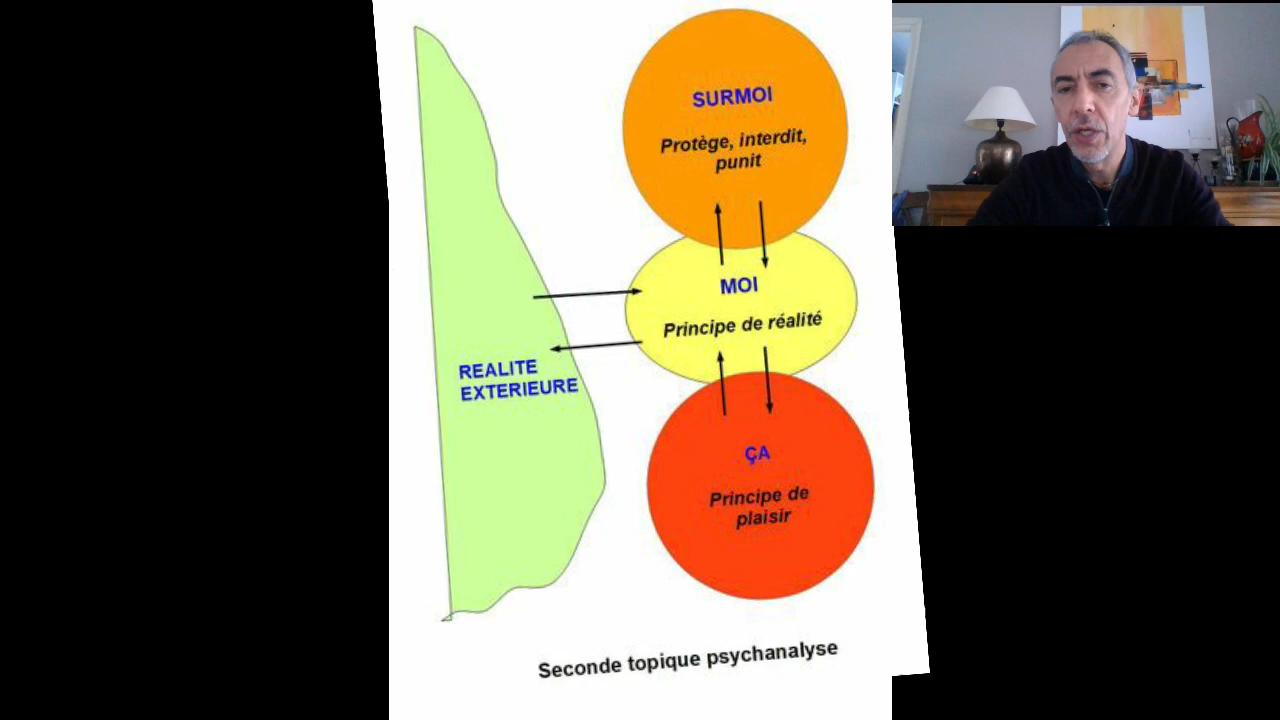 SURMOI
Protège, interdit,
punit
MOI
Principe de réalité
REALITE
EXTERIEURE
ÇA
Principe de
plaisir
Seconde topique psychanalyse